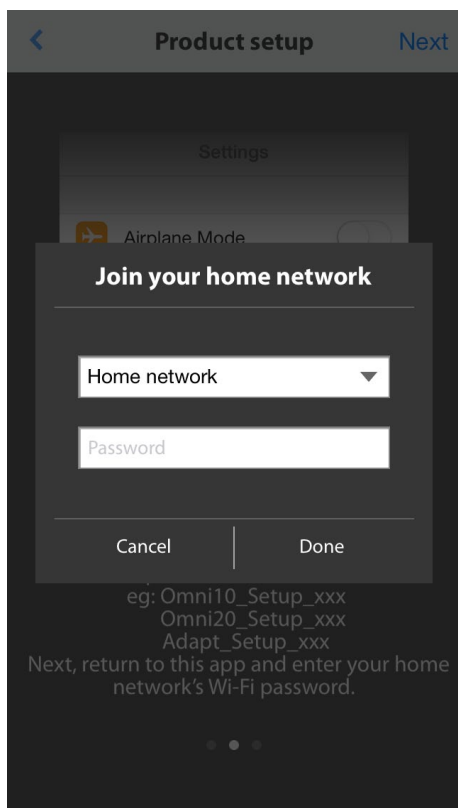 Product setup
Next
Settings
Airplane Mode
Join your home network
Home network
Password
Cancel
Done
eg: Omni10_Setup_xxx
Omni20_Setup_xxx
Adapt_Setup_xxx
Next, return to this app and enter your home
network's Wi-Fi password.